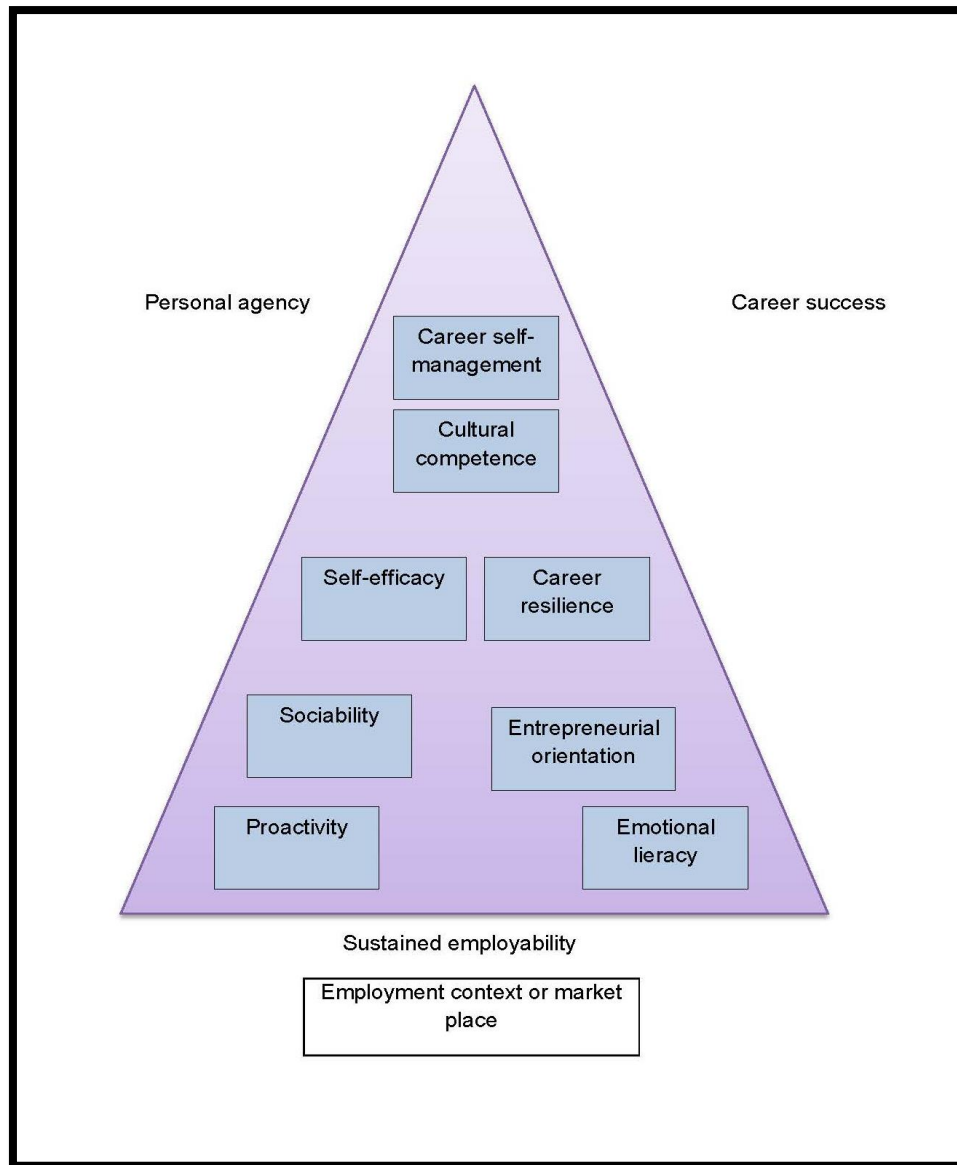 Personal agency
Career success
Career self-
management
Cultural
competence
Self-efficacy
Career
resilience
Sociability
Entrepreneurial
orientation
Proactivity
Emotional
lieracy
Sustained employability
Employment context or market
place